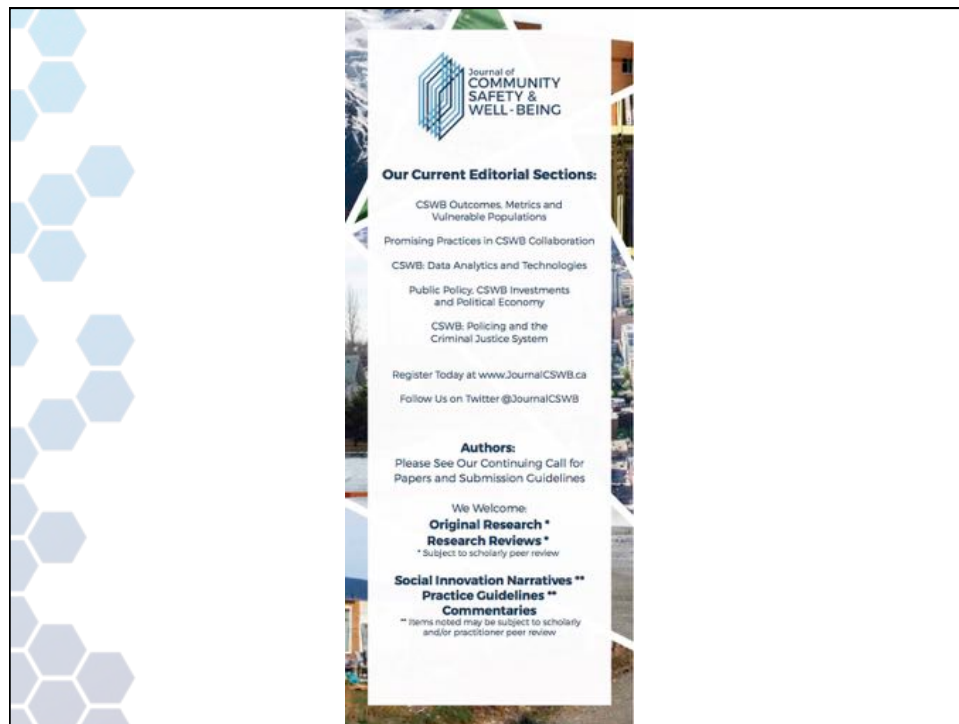 Journal of
COMMUNITY
SAFETY &
WELL-BEING
Our Current Editorial Sections:
CSWB Outcomes, Metrics and
Vulnerable Populations
Promising Practices in CSWB Collaboration
CSWB: Data Analytics and Technologies
Public Policy, CSWB Investments
and Political Economy
CSWB: Policing and the
Criminal Justice System
Register Today at www.JournalCSWB.ca
Follow Us on Twitter @JournalCSWB
Authors:
Please See Our Continuing Call for
Papers and Submission Guidelines
We Welcome:
Original Research *
Research Reviews *
* Subject to scholarly peer review
Social Innovation Narratives **
Practice Guidelines **
Commentaries
** Items noted may be subject to scholarly
and/or practitioner peer review